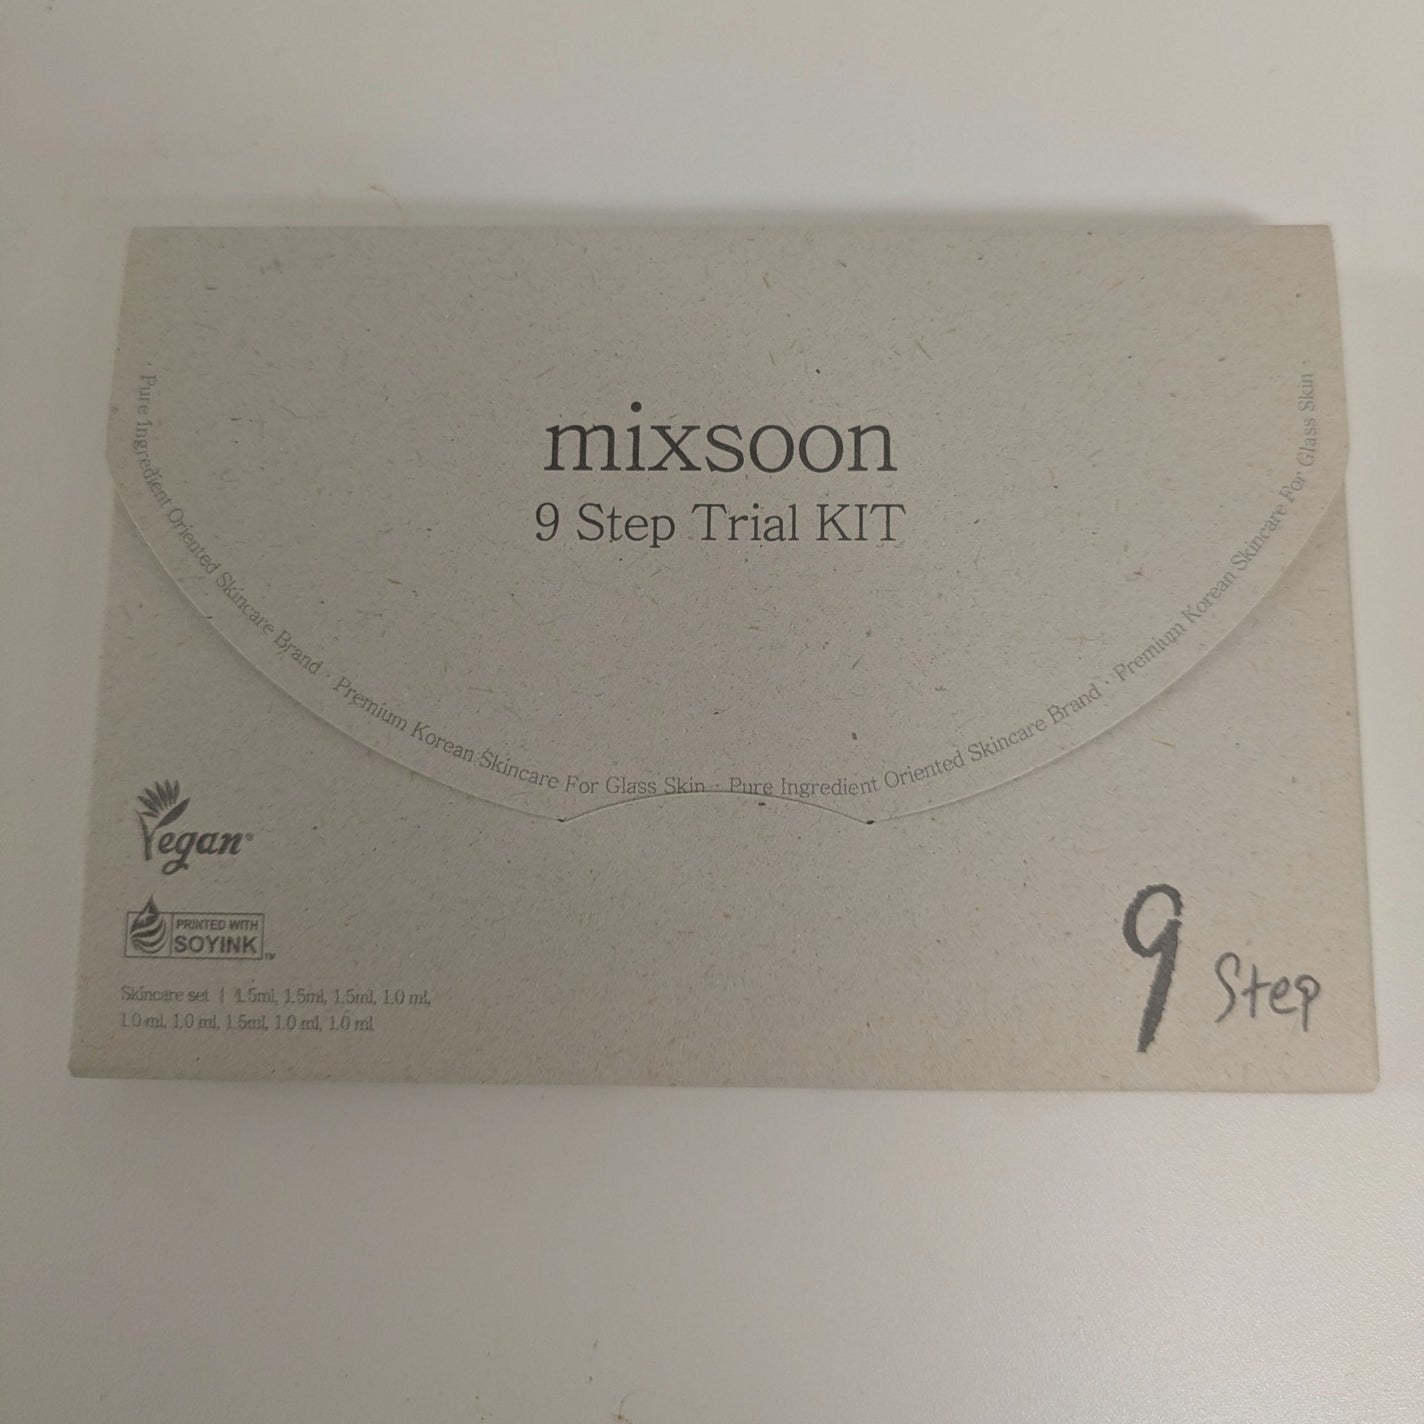 mixsoon
9 Step Trial KIT
· Pure Ingredient Oriented Skincare Brand · Premium Korean Skincare For Glass Skin · Pure Ingredient Oriented Skincare Brand · Premium Korean Skincare For Glass Skin ·
Vegan®
PRINTED WITH
SOYINK™
Skincare set | 1.5ml, 1.5ml, 1.5ml, 1.0 ml,
1.0 ml, 1.0 ml, 1.5ml, 1.0 ml, 1.0 ml
9 Step